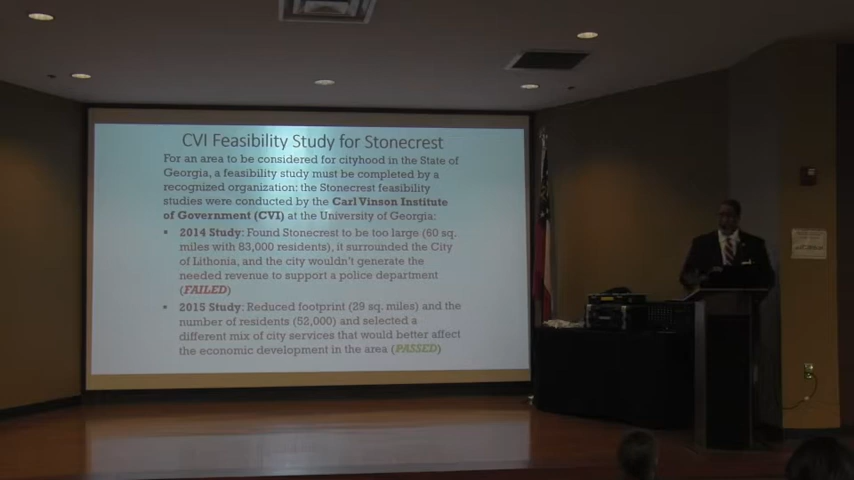 CVI Feasibility Study for Stonecrest
For an area to be considered for cityhood in the State of
Georgia, a feasibility study must be completed by a
recognized organization: the Stonecrest feasibility
studies were conducted by the Carl Vinson Institute
of Government (CVI) at the University of Georgia:
• 2014 Study: Found Stonecrest to be too large (60 sq.
miles with 83,000 residents), it surrounded the City
of Lithonia, and the city wouldn't generate the
needed revenue to support a police department
(FAILED)
• 2015 Study: Reduced footprint (29 sq. miles) and the
number of residents (52,000) and selected a
different mix of city services that would better affect
the economic development in the area (PASSED)